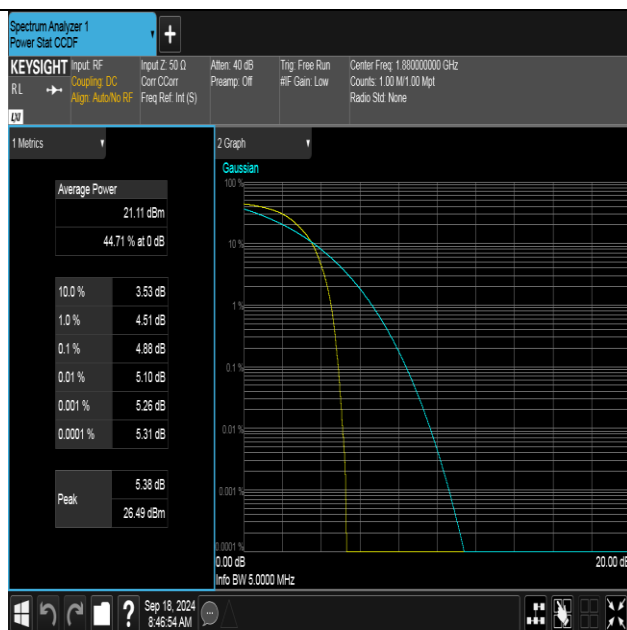 Spectrum Analyzer 1
Power Stat CCDF
+
KEYSIGHT
RL
LXI
Input: RF
Coupling: DC
Align: Auto/No RF
Input Z: 50 Ω
Corr CCorr
Freq Ref: Int (S)
Atten: 40 dB
Preamp: Off
Trig: Free Run
#IF Gain: Low
Center Freq: 1.880000000 GHz
Counts: 1.00 M/1.00 Mpt
Radio Std: None
1 Metrics
Average Power
21.11 dBm
44.71 % at 0 dB
10.0 % 3.53 dB
1.0 % 4.51 dB
0.1 % 4.88 dB
0.01 % 5.10 dB
0.001 % 5.26 dB
0.0001 % 5.31 dB
Peak
5.38 dB
26.49 dBm
2 Graph
Gaussian
100 %
10 %
1 %
0.1 %
0.01 %
0.001 %
0.0001 %
0.00 dB
20.00 dB
Info BW 5.0000 MHz
?
Sep 18, 2024
8:46:54 AM